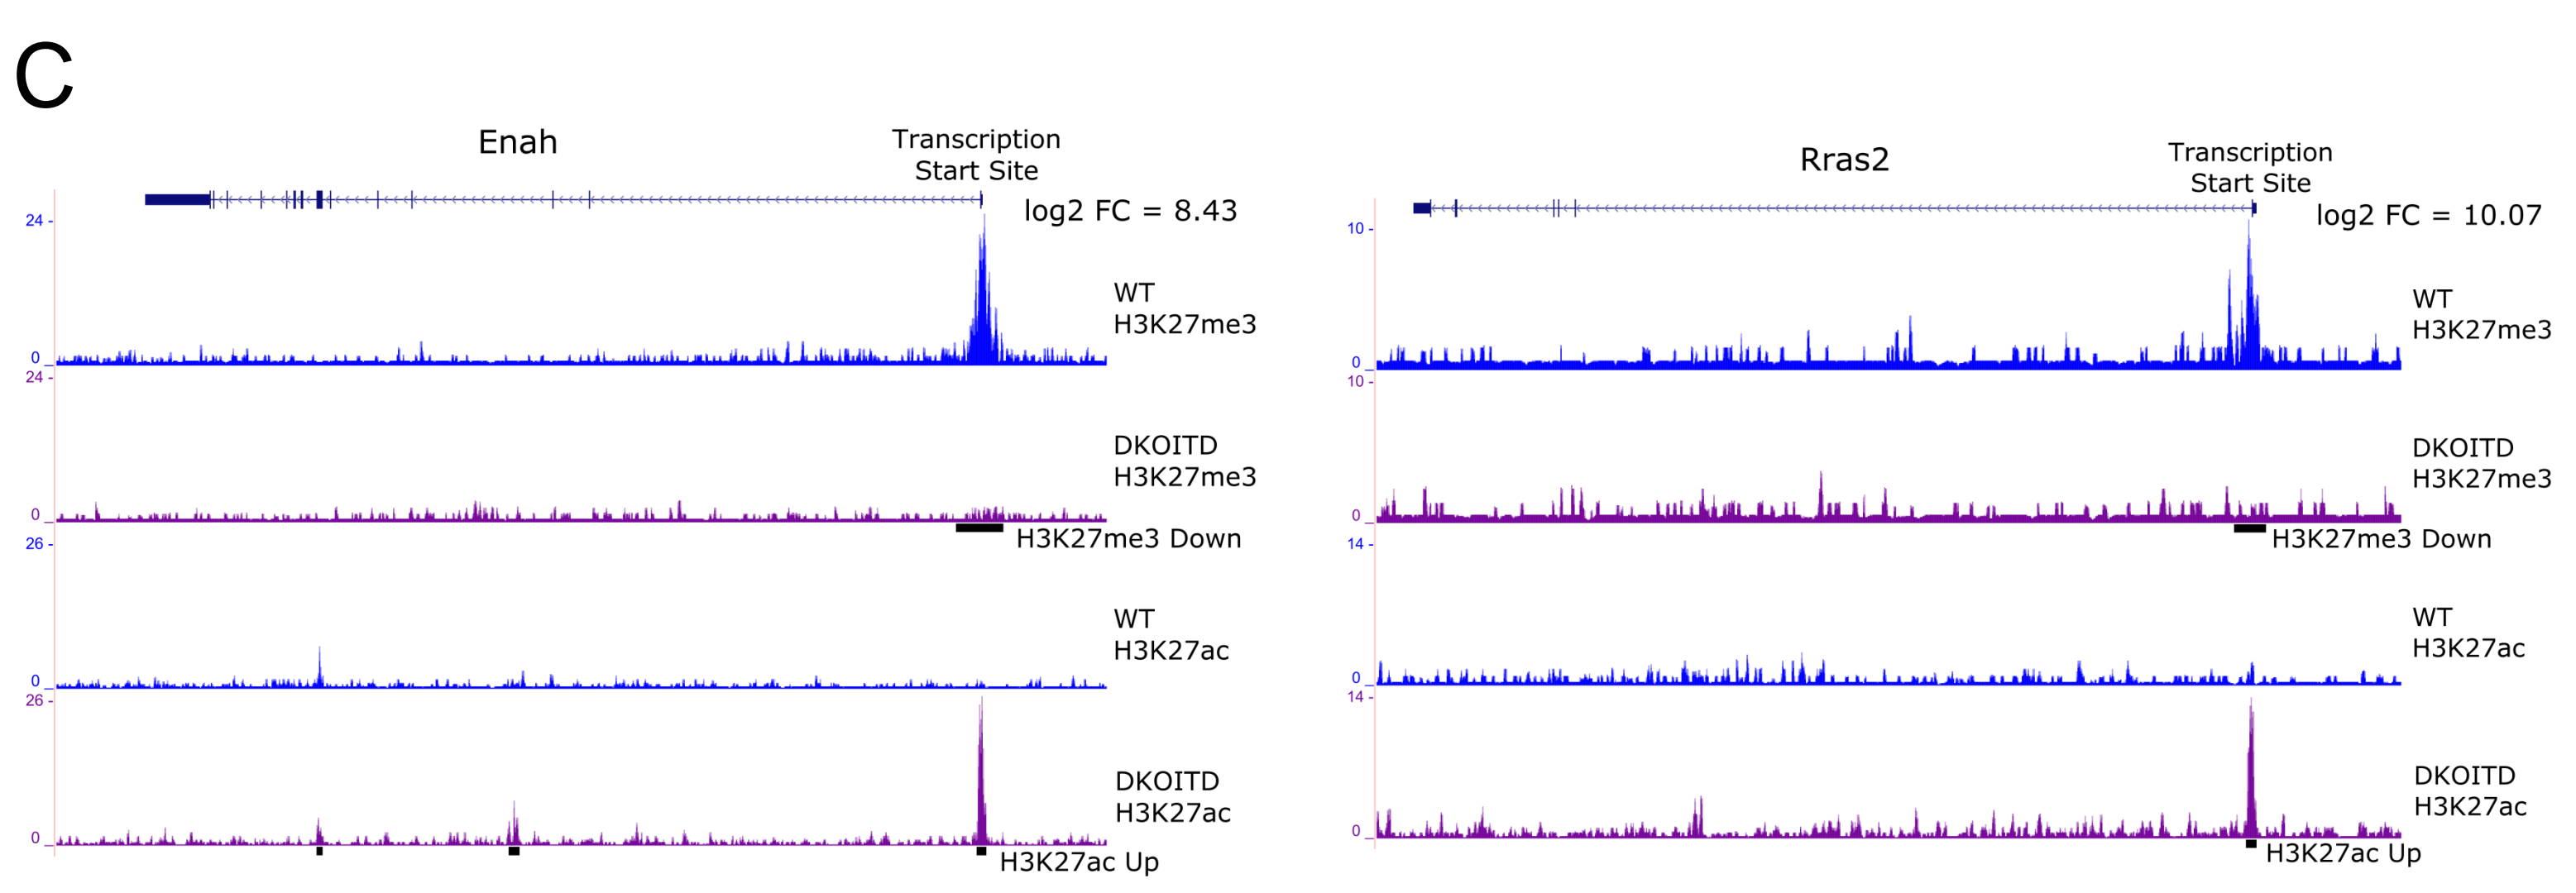 C
Enah
Transcription
Start Site
log2 FC = 8.43
24 -
WT
H3K27me3
0 _
24 -
DKOITD
H3K27me3
0 _
H3K27me3 Down
26 -
WT
H3K27ac
0 _
26 -
DKOITD
H3K27ac
0 _
H3K27ac Up
Rras2
Transcription
Start Site
log2 FC = 10.07
10 -
WT
H3K27me3
0 _
10 -
DKOITD
H3K27me3
0 _
H3K27me3 Down
14 -
WT
H3K27ac
0 _
14 -
DKOITD
H3K27ac
0 _
H3K27ac Up